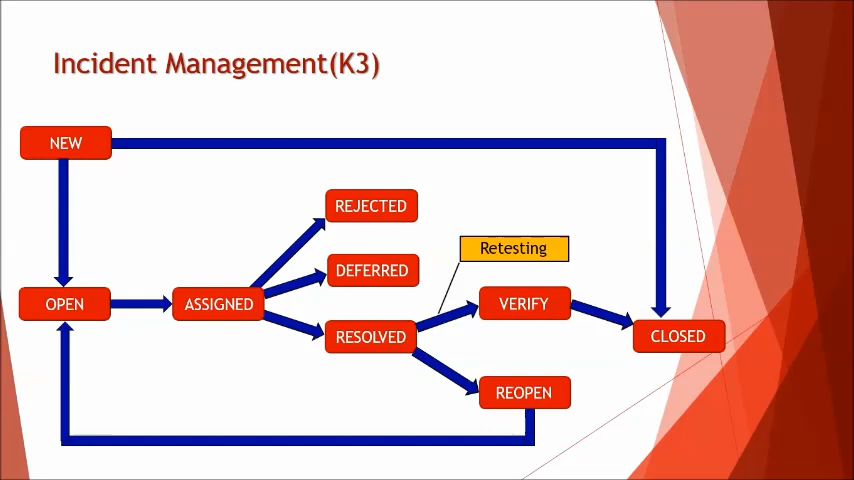 Incident Management(K3)
NEW
REJECTED
Retesting
DEFERRED
OPEN
ASSIGNED
VERIFY
RESOLVED
CLOSED
REOPEN